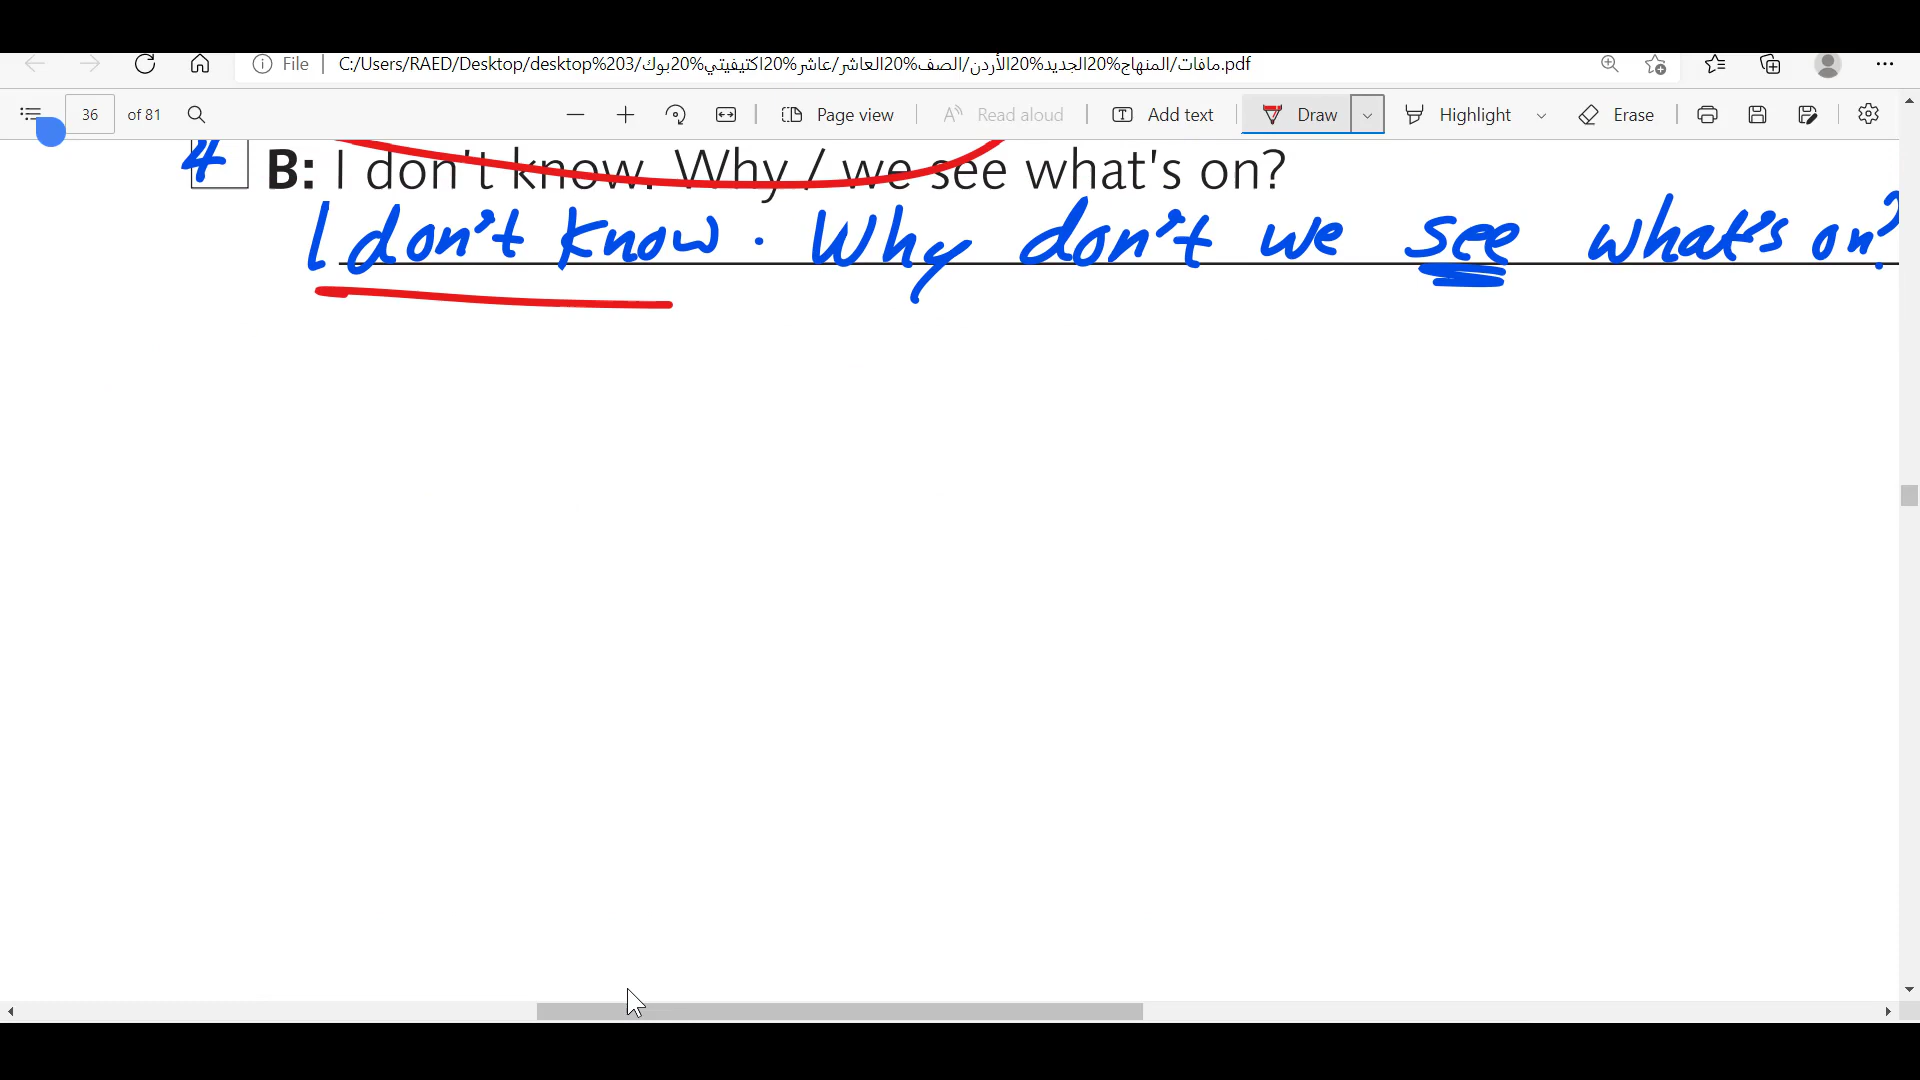 File C:/Users/RAED/Desktop/desktop%203/مافات/المنهاج%20الجديد%20الأردن/الصف%20العاشر/عاشر%20اكتيفيتي%20بوك.pdf
36 of 81 Page view Read aloud Add text Draw Highlight Erase
4 B: I don't know. Why / we see what's on?
I don't know. Why don't we see what's on?